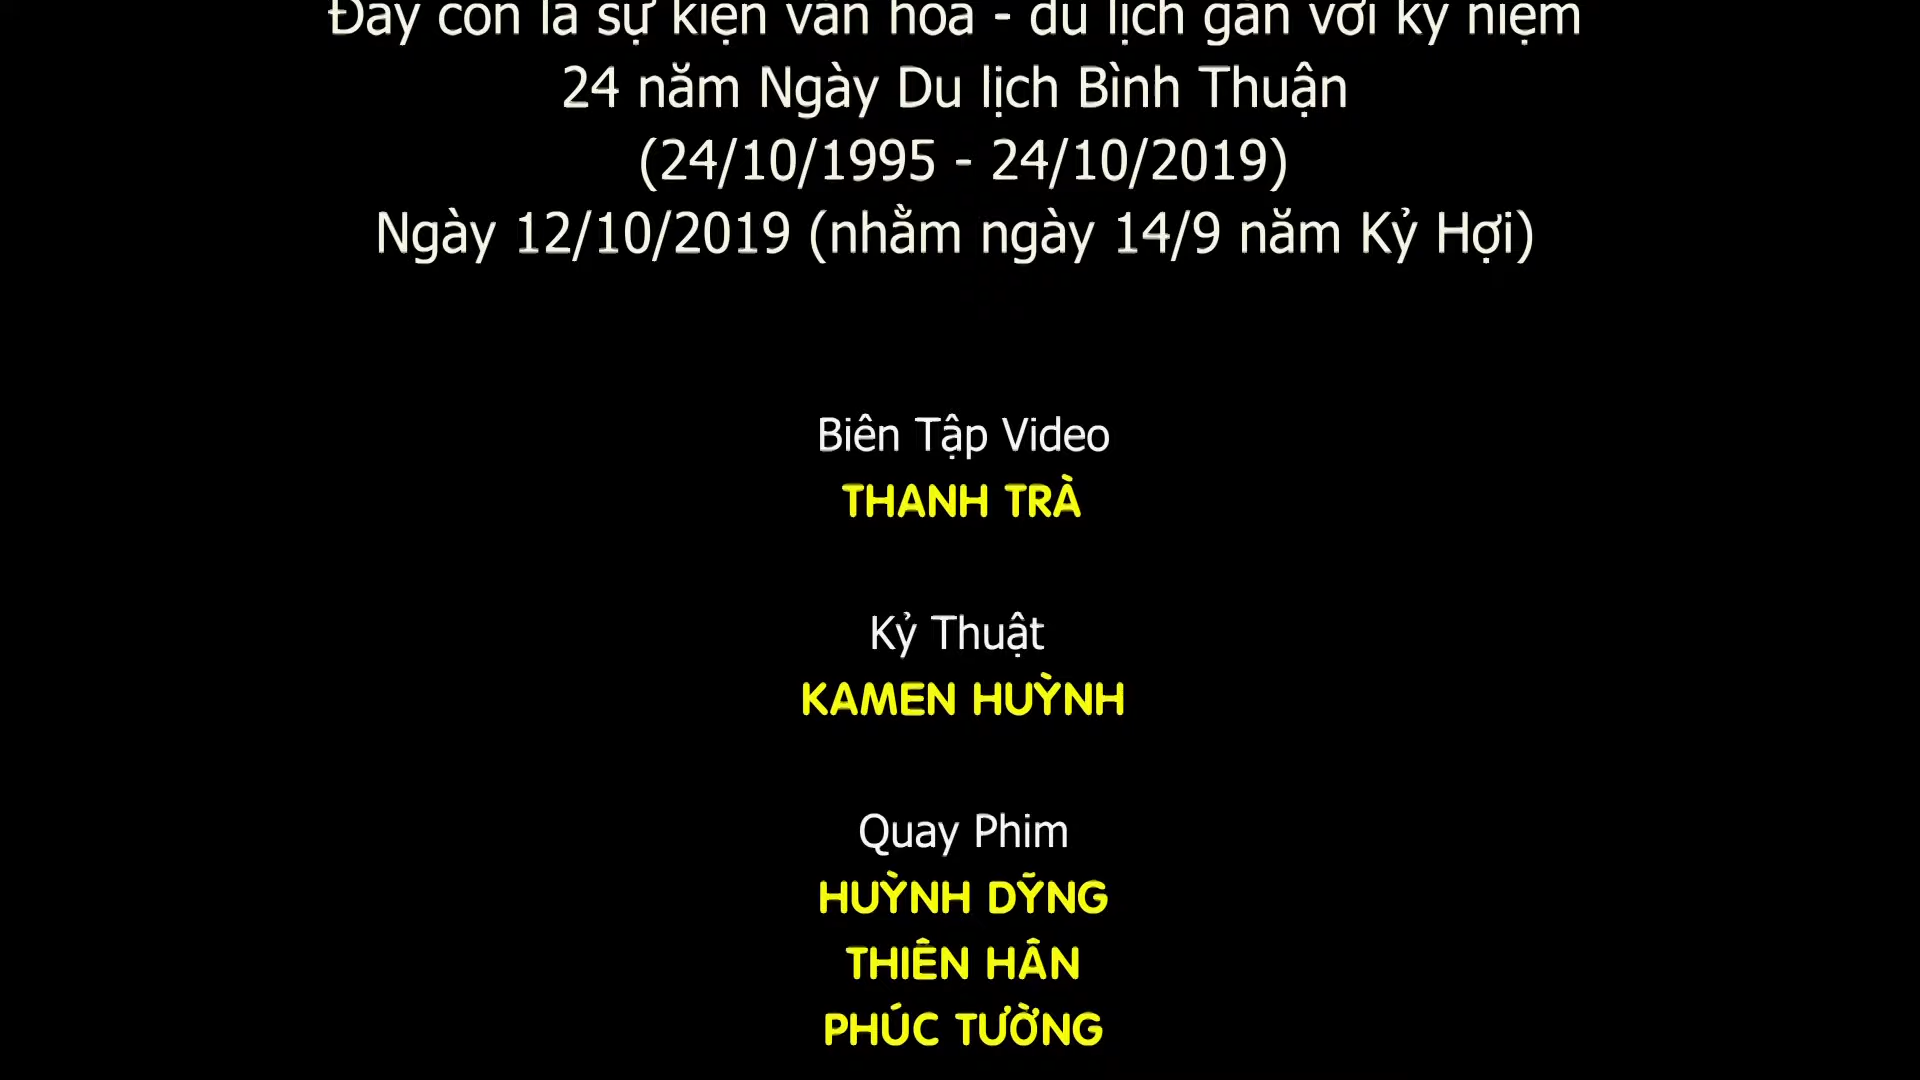 Đây còn là sự kiện văn hóa - du lịch gắn với kỷ niệm
24 năm Ngày Du lịch Bình Thuận
(24/10/1995 - 24/10/2019)
Ngày 12/10/2019 (nhằm ngày 14/9 năm Kỷ Hợi)
Biên Tập Video
THANH TRÀ
Kỷ Thuật
KAMEN HUỲNH
Quay Phim
HUỲNH DỸNG
THIÊN HÂN
PHÚC TƯỜNG